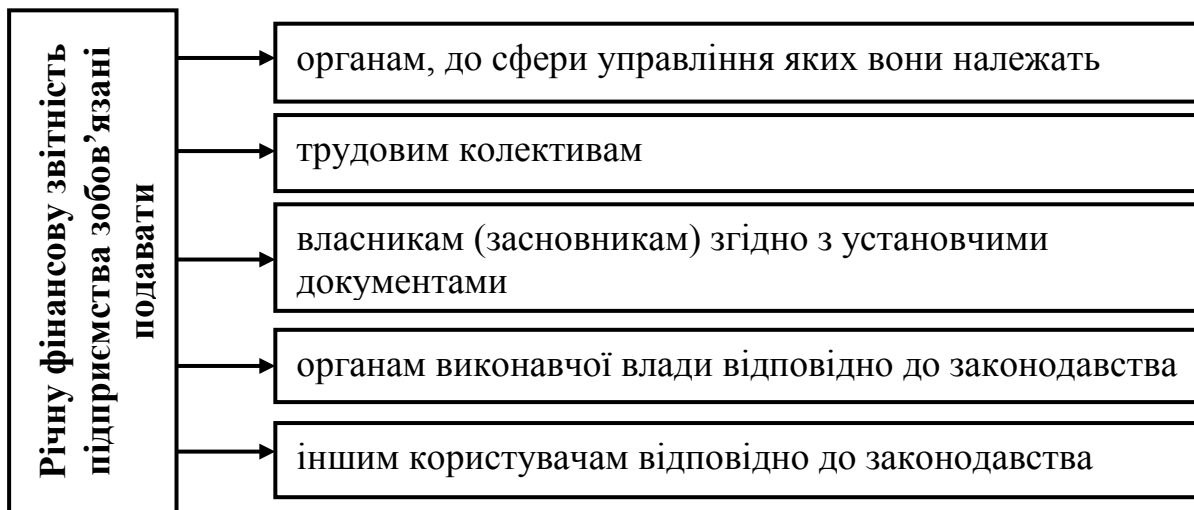 Річну фінансову звітність
підприємства зобов’язані
подавати
органам, до сфери управління яких вони належать
трудовим колективам
власникам (засновникам) згідно з установчими
документами
органам виконавчої влади відповідно до законодавства
іншим користувачам відповідно до законодавства